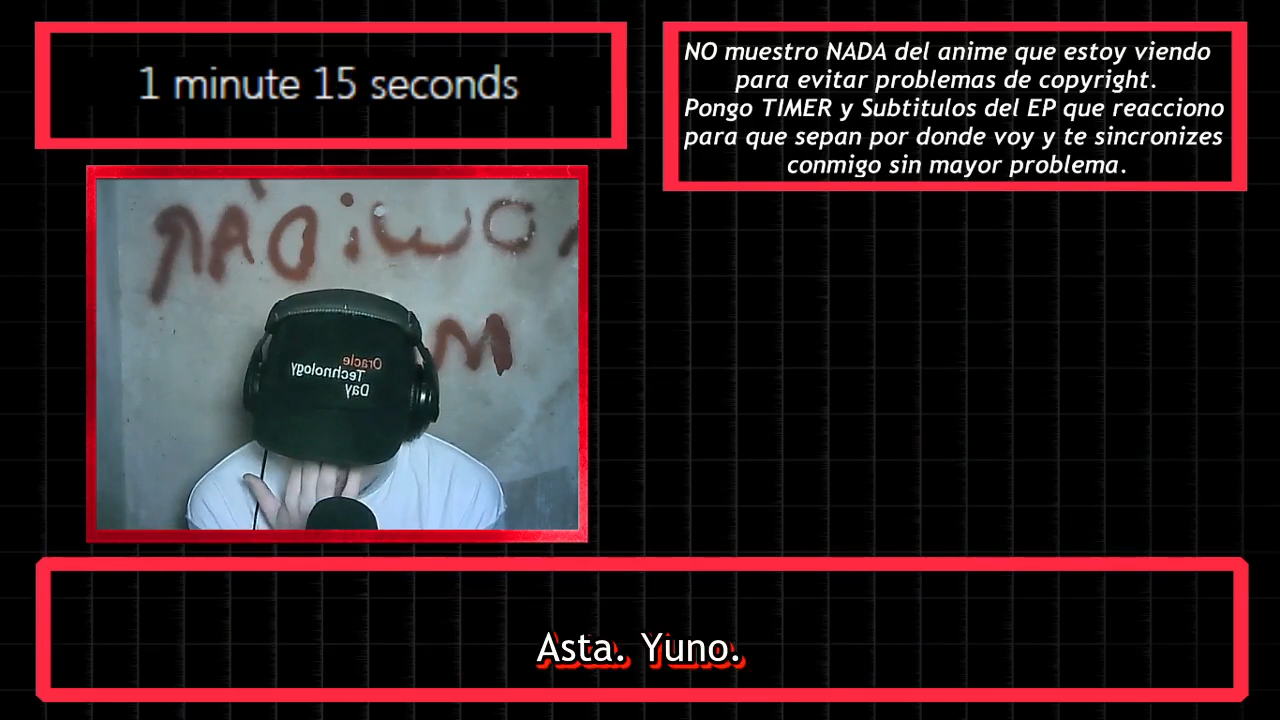 1 minute 15 seconds
NO muestro NADA del anime que estoy viendo
para evitar problemas de copyright.
Pongo TIMER y Subtitulos del EP que reacciono
para que sepan por donde voy y te sincronizes
conmigo sin mayor problema.
Oracle
Technology
Day
Asta. Yuno.